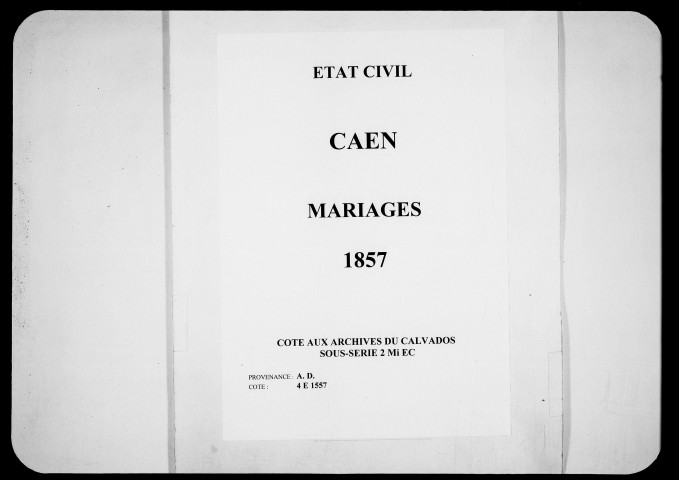 ETAT CIVIL
CAEN
MARIAGES
1857
COTE AUX ARCHIVES DU CALVADOS
SOUS-SERIE 2 Mi EC
PROVENANCE : A. D.
COTE : 4 E 1557